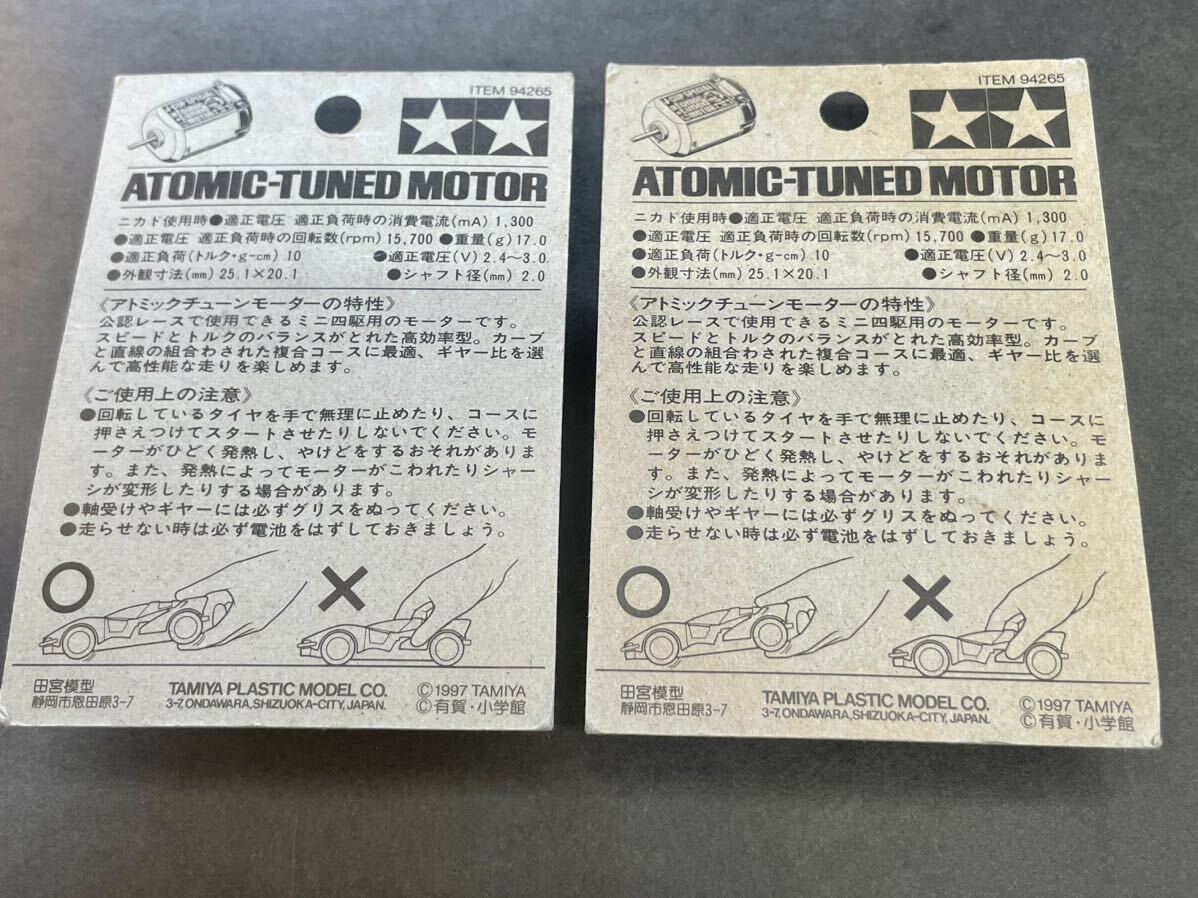 ITEM 94265
ATOMIC-TUNED MOTOR
ニカド使用時●適正電圧 適正負荷時の消費電流(mA) 1,300
●適正電圧 適正負荷時の回転数(rpm) 15,700 ●重量(g) 17.0
●適正負荷(トルク・g-cm) 10 ●適正電圧(V) 2.4〜3.0
●外観寸法(mm) 25.1×20.1 ●シャフト径(mm) 2.0
《アトミックチューンモーターの特性》
公認レースで使用できるミニ四駆用のモーターです。
スピードとトルクのバランスがとれた高効率型。カーブ
と直線の組合わされた複合コースに最適、ギヤー比を選
んで高性能な走りを楽しめます。
《ご使用上の注意》
●回転しているタイヤを手で無理に止めたり、コースに
押さえつけてスタートさせたりしないでください。モ
ーターがひどく発熱し、やけどをするおそれがありま
す。また、発熱によってモーターがこわれたりシャー
シが変形したりする場合があります。
●軸受けやギヤーには必ずグリスをぬってください。
●走らせない時は必ず電池をはずしておきましょう。
田宮模型
静岡市恩田原3-7
TAMIYA PLASTIC MODEL CO.
3-7, ONDAWARA, SHIZUOKA-CITY, JAPAN.
©1997 TAMIYA
©有賀・小学館
ITEM 94265
ATOMIC-TUNED MOTOR
ニカド使用時●適正電圧 適正負荷時の消費電流(mA) 1,300
●適正電圧 適正負荷時の回転数(rpm) 15,700 ●重量(g) 17.0
●適正負荷(トルク・g-cm) 10 ●適正電圧(V) 2.4〜3.0
●外観寸法(mm) 25.1×20.1 ●シャフト径(mm) 2.0
《アトミックチューンモーターの特性》
公認レースで使用できるミニ四駆用のモーターです。
スピードとトルクのバランスがとれた高効率型。カーブ
と直線の組合わされた複合コースに最適、ギヤー比を選
んで高性能な走りを楽しめます。
《ご使用上の注意》
●回転しているタイヤを手で無理に止めたり、コースに
押さえつけてスタートさせたりしないでください。モ
ーターがひどく発熱し、やけどをするおそれがありま
す。また、発熱によってモーターがこわれたりシャー
シが変形したりする場合があります。
●軸受けやギヤーには必ずグリスをぬってください。
●走らせない時は必ず電池をはずしておきましょう。
田宮模型
静岡市恩田原3-7
TAMIYA PLASTIC MODEL CO.
3-7, ONDAWARA, SHIZUOKA-CITY, JAPAN.
©1997 TAMIYA
©有賀・小学館